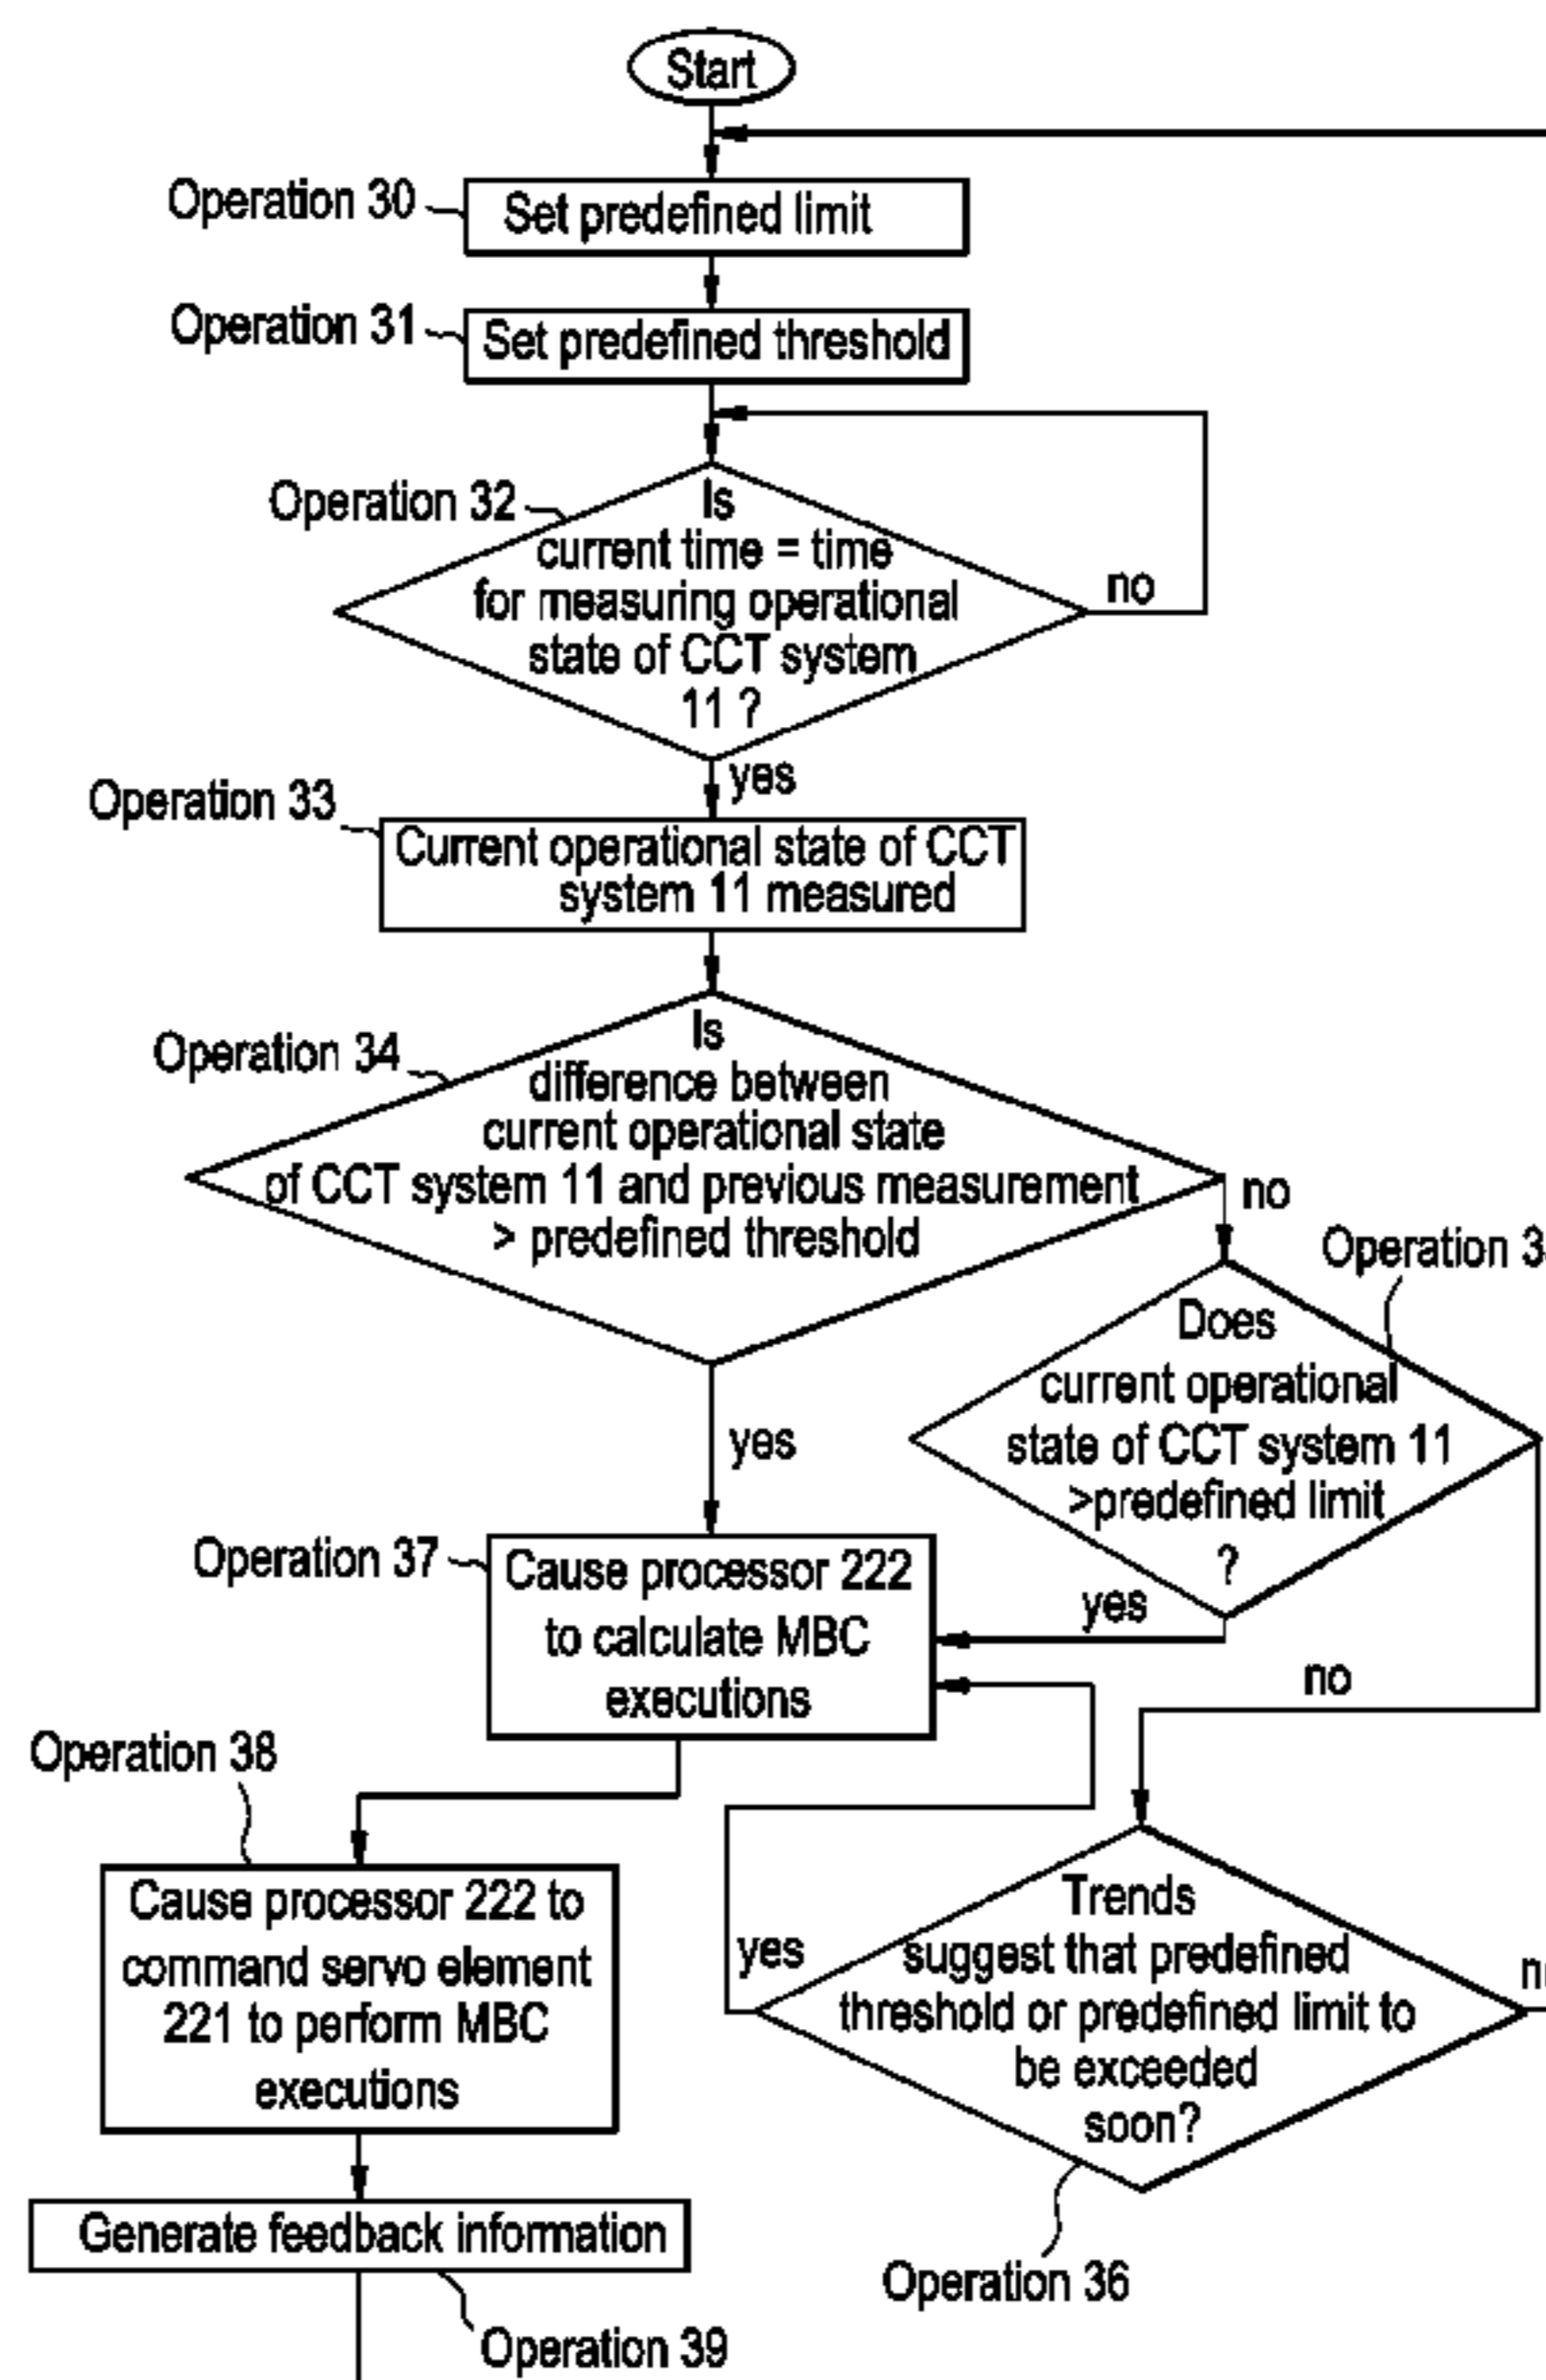 Start
Operation 30
Set predefined limit
Operation 31
Set predefined threshold
Operation 32
Is
current time = time
for measuring operational
state of CCT system
11 ?
no
yes
Operation 33
Current operational state of CCT
system 11 measured
Operation 34
Is
difference between
current operational state
of CCT system 11 and previous measurement
> predefined threshold
no
Operation 3
Does
current operational
state of CCT system 11
>predefined limit
?
yes
yes
no
Operation 37
Cause processor 222
to calculate MBC
executions
Operation 38
Cause processor 222 to
command servo element
221 to perform MBC
executions
yes
Trends
suggest that predefined
threshold or predefined limit to
be exceeded
soon?
Operation 36
Generate feedback information
Operation 39